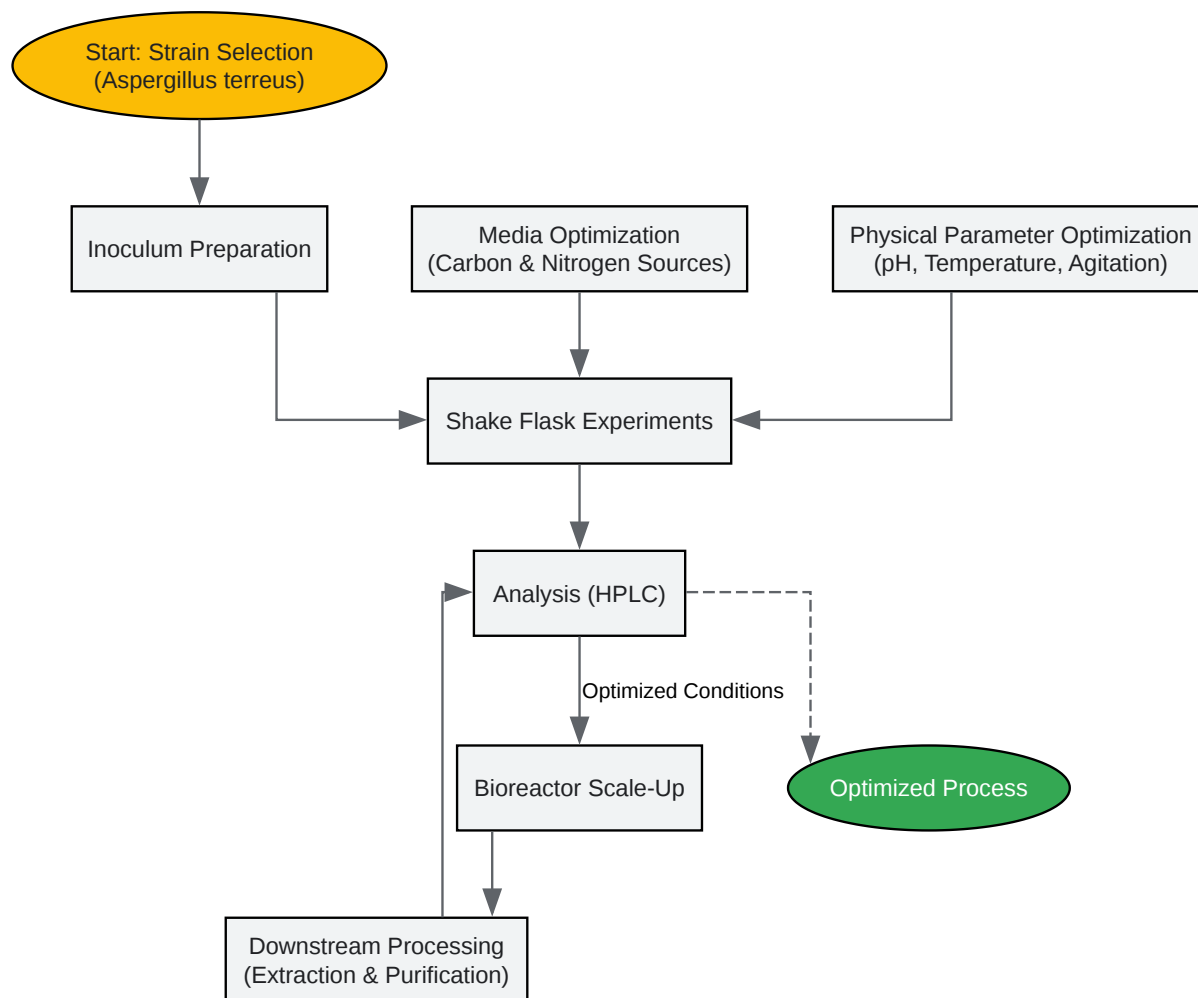 Start: Strain Selection
(Aspergillus terreus)
Inoculum Preparation
Media Optimization
(Carbon & Nitrogen Sources)
Physical Parameter Optimization
(pH, Temperature, Agitation)
Shake Flask Experiments
Analysis (HPLC)
Optimized Conditions
Bioreactor Scale-Up
Optimized Process
Downstream Processing
(Extraction & Purification)